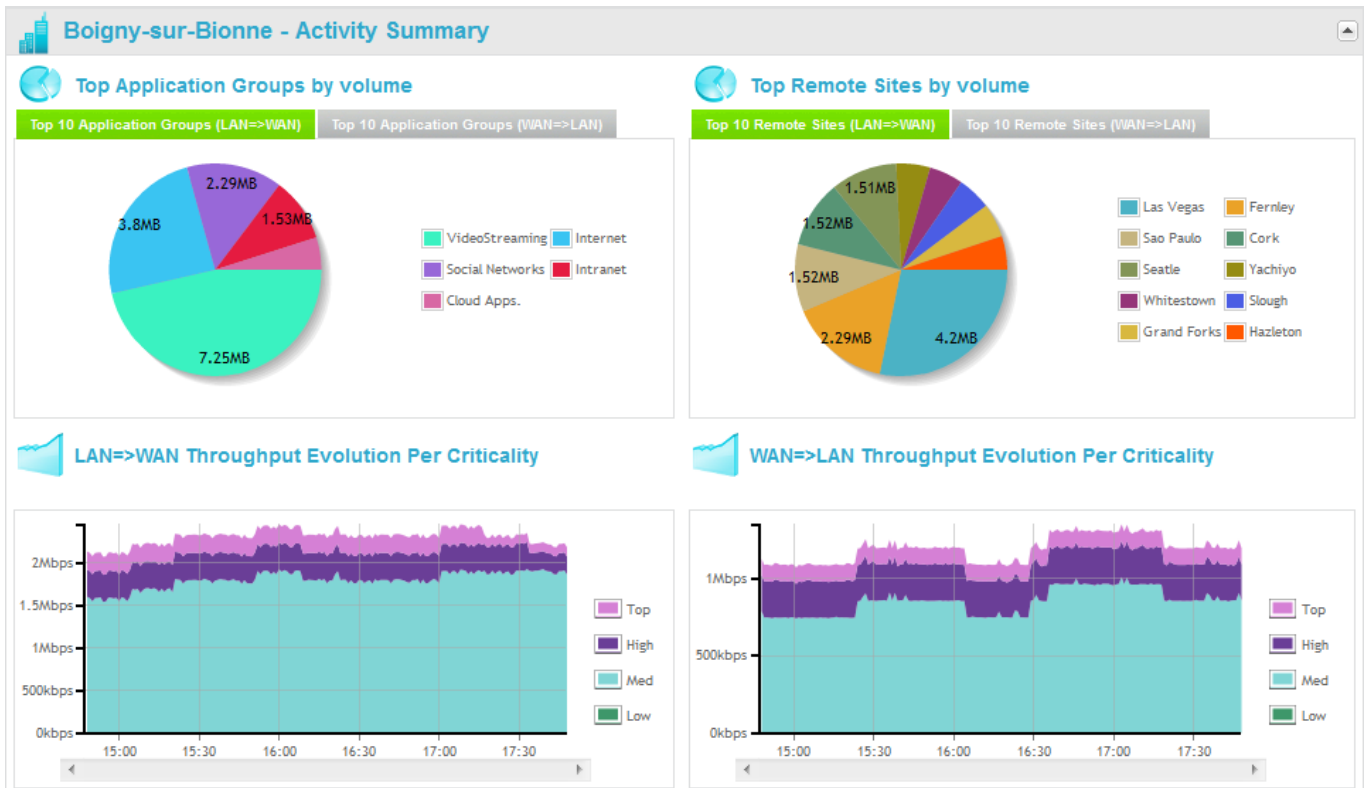 Boigny-sur-Bionne - Activity Summary
Top Application Groups by volume
Top 10 Application Groups (LAN=>WAN) Top 10 Application Groups (WAN=>LAN)
2.29MB
3.8MB
1.53MB
7.25MB
VideoStreaming Internet
Social Networks Intranet
Cloud Apps.
Top Remote Sites by volume
Top 10 Remote Sites (LAN=>WAN) Top 10 Remote Sites (WAN=>LAN)
1.51MB
1.52MB
1.52MB
2.29MB
4.2MB
Las Vegas Fernley
Sao Paulo Cork
Seatle Yachiyo
Whitestown Slough
Grand Forks Hazleton
LAN=>WAN Throughput Evolution Per Criticality
2Mbps
1.5Mbps
1Mbps
500kbps
0kbps
15:00 15:30 16:00 16:30 17:00 17:30
Top
High
Med
Low
WAN=>LAN Throughput Evolution Per Criticality
1Mbps
500kbps
0kbps
15:00 15:30 16:00 16:30 17:00 17:30
Top
High
Med
Low